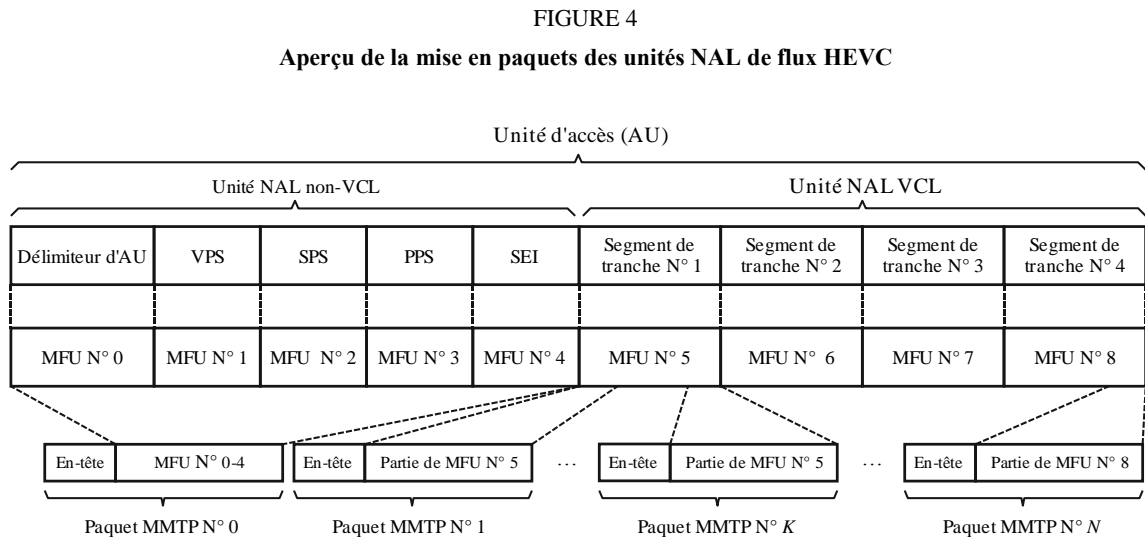 FIGURE 4
Aperçu de la mise en paquets des unités NAL de flux HEVC
Unité d'accès (AU)
Unité NAL non-VCL
Unité NAL VCL
Délimiteur d'AU
VPS
SPS
PPS
SEI
Segment de
tranche N° 1
Segment de
tranche N° 2
Segment de
tranche N° 3
Segment de
tranche N° 4
MFU N° 0
MFU N° 1
MFU N° 2
MFU N° 3
MFU N° 4
MFU N° 5
MFU N° 6
MFU N° 7
MFU N° 8
En-tête
MFU N° 0-4
En-tête
Partie de MFU N° 5
...
En-tête
Partie de MFU N° 5
...
En-tête
Partie de MFU N° 8
Paquet MMTP N° 0
Paquet MMTP N° 1
Paquet MMTP N° K
Paquet MMTP N° N